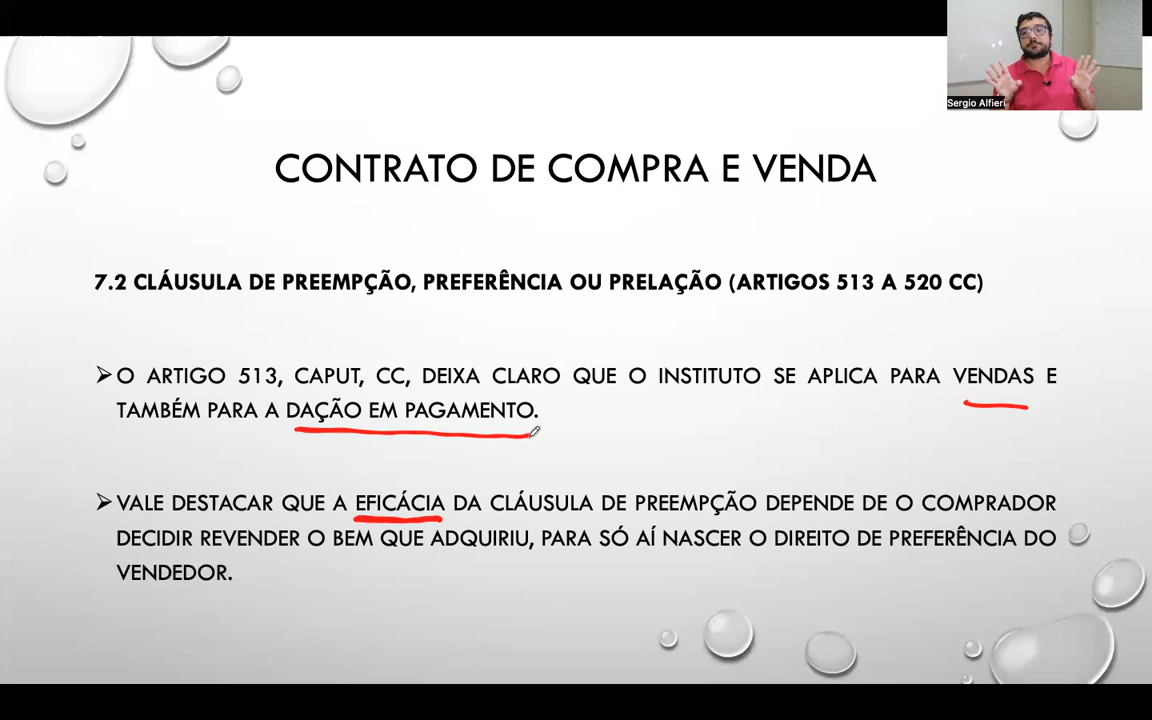 Sergio Alfieri
CONTRATO DE COMPRA E VENDA
7.2 CLÁUSULA DE PREEMPÇÃO, PREFERÊNCIA OU PRELAÇÃO (ARTIGOS 513 A 520 CC)
O ARTIGO 513, CAPUT, CC, DEIXA CLARO QUE O INSTITUTO SE APLICA PARA VENDAS E
TAMBÉM PARA A DAÇÃO EM PAGAMENTO.
VALE DESTACAR QUE A EFICÁCIA DA CLÁUSULA DE PREEMPÇÃO DEPENDE DE O COMPRADOR
DECIDIR REVENDER O BEM QUE ADQUIRIU, PARA SÓ AÍ NASCER O DIREITO DE PREFERÊNCIA DO
VENDEDOR.